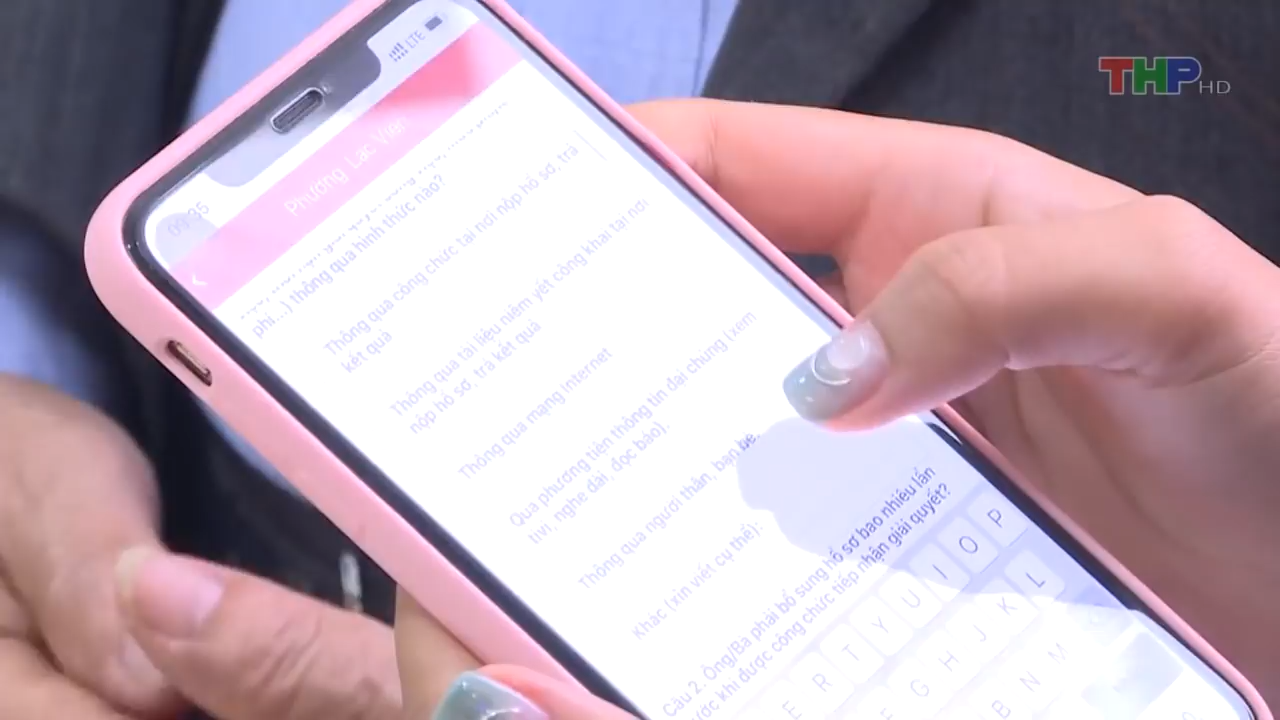 THP HD
LTE
09:35
Phường Lạc Viên
phí...) thông qua hình thức nào?
Thông qua công chức tại nơi nộp hồ sơ, trả
kết quả
Thông qua tài liệu niêm yết công khai tại nơi
nộp hồ sơ, trả kết quả
Thông qua mạng Internet
Qua phương tiện thông tin đại chúng (xem
tivi, nghe đài, đọc báo).
Thông qua người thân, bạn bè.
Khác (xin viết cụ thể):
Câu 2. Ông/Bà phải bổ sung hồ sơ bao nhiêu lần
khi được công chức tiếp nhận giải quyết?
E R T Y U I O P
F G H J K L
B N M